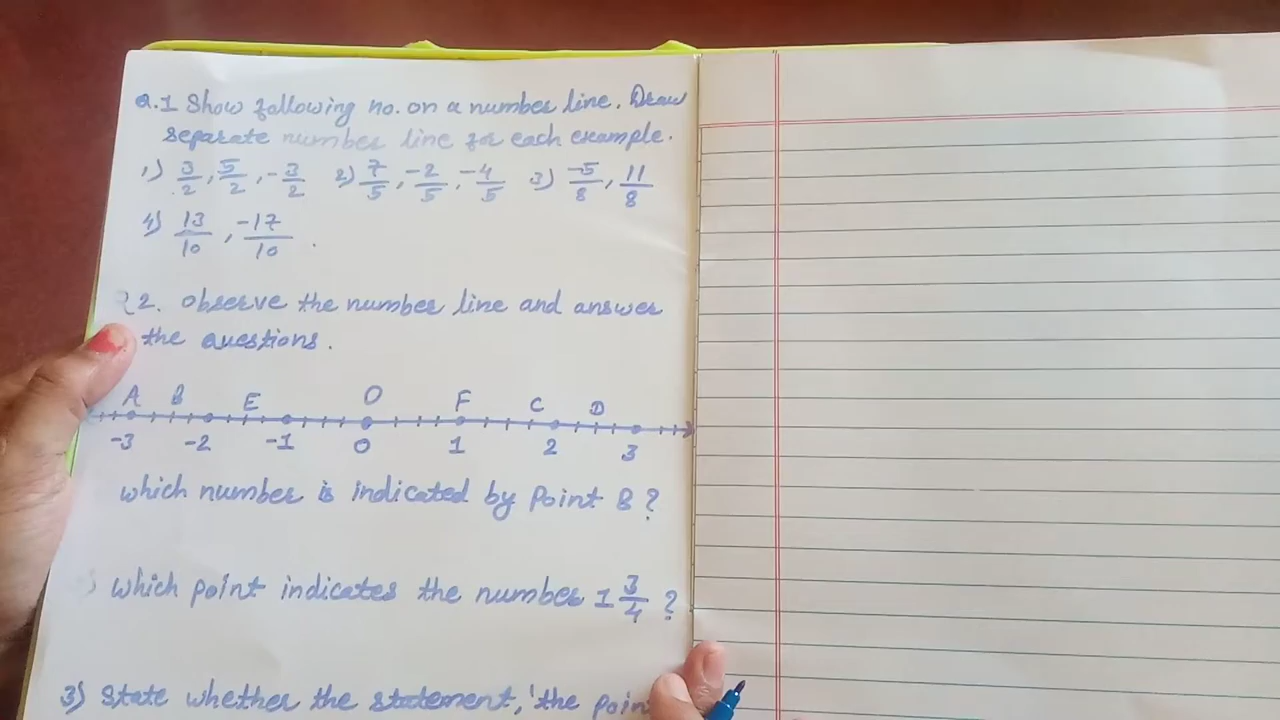 Q.1 Show following no. on a number line. Draw
separate number line for each example.
1) 3/2, 5/2, -3/2 2) 7/5, -2/5, -4/5 3) -5/8, 11/8
4) 13/10, -17/10.
2. Observe the number line and answer
the questions.
A B E O F C D
-3 -2 -1 0 1 2 3
which number is indicated by Point B?
) which point indicates the number 1 3/4 ?
3) State whether the statement, 'the poin